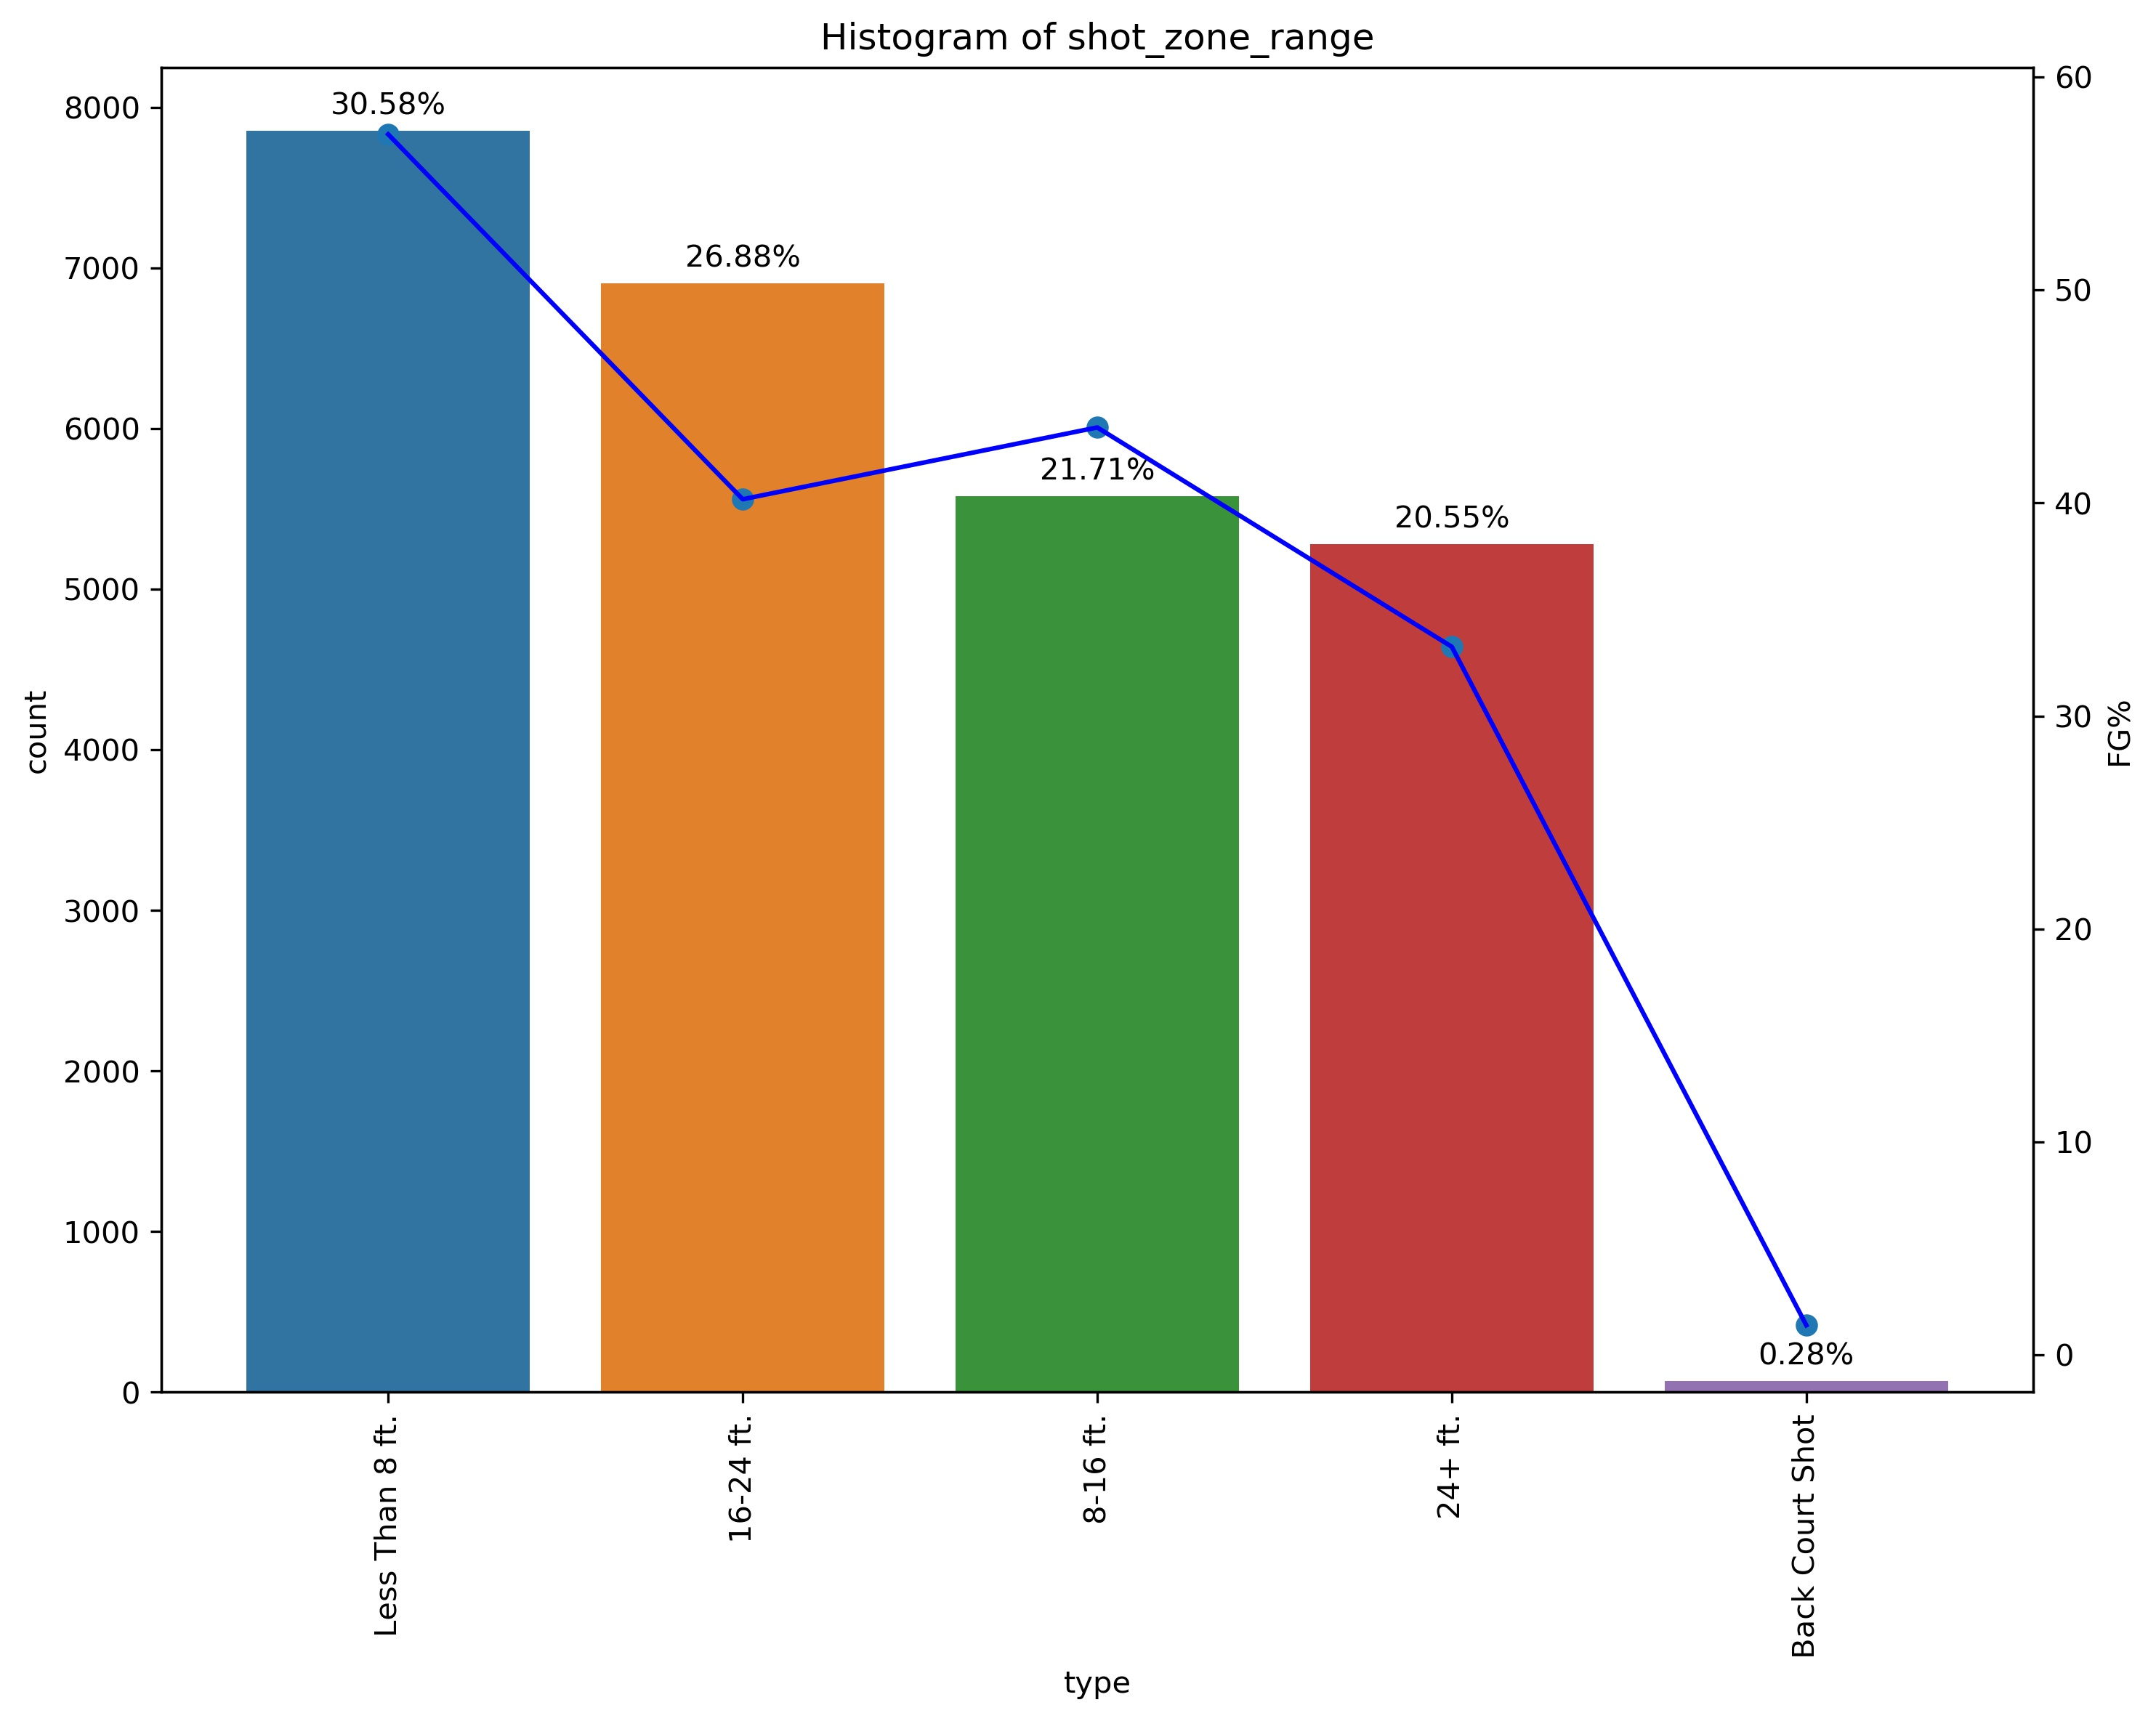 Histogram of shot_zone_range
8000
7000
6000
5000
4000
3000
2000
1000
0
count
30.58%
26.88%
21.71%
20.55%
0.28%
60
50
40
30
20
10
0
FG%
Less Than 8 ft.
16-24 ft.
8-16 ft.
24+ ft.
Back Court Shot
type